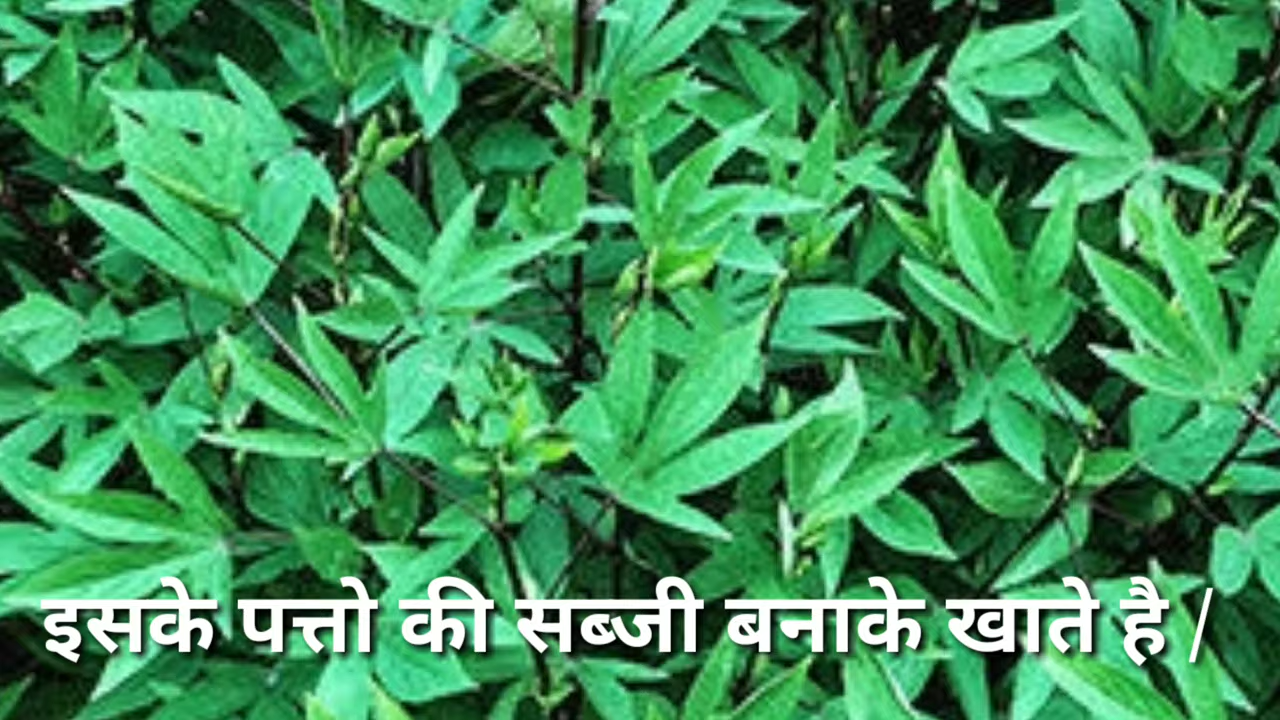 इसके पत्तो की सब्जी बनाके खाते है /